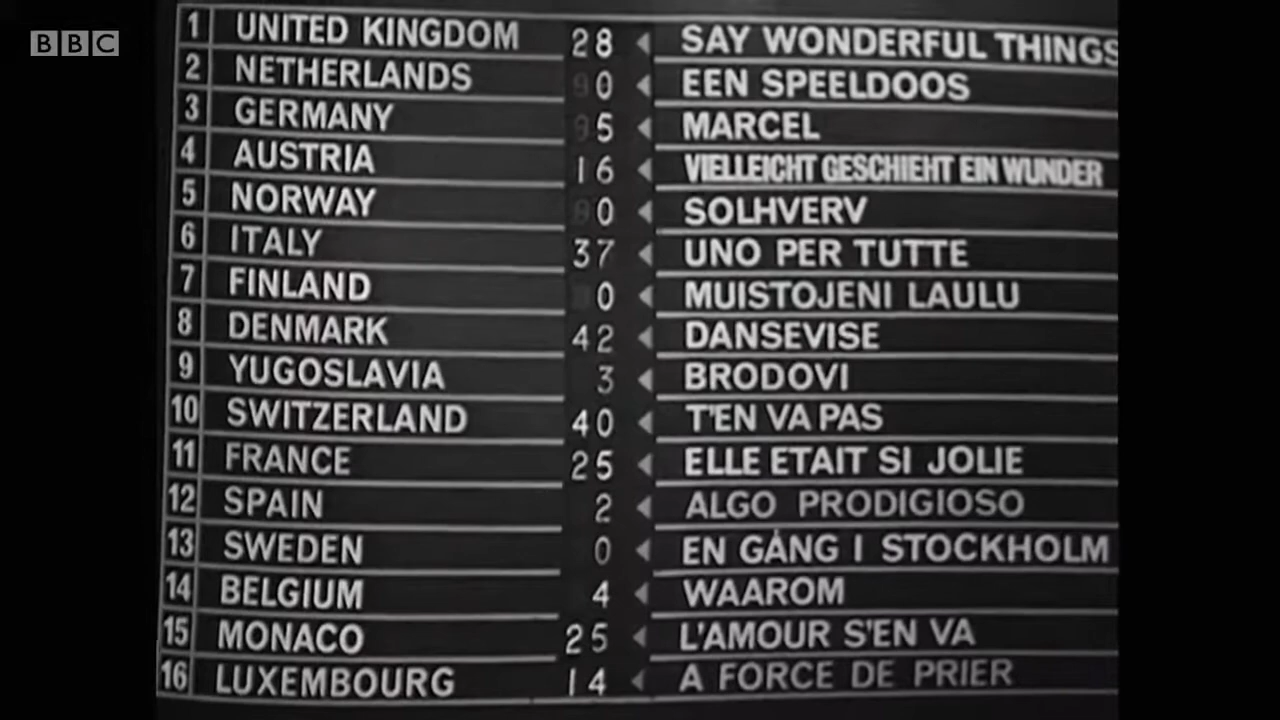 BBC
1 UNITED KINGDOM 28 SAY WONDERFUL THINGS
2 NETHERLANDS 0 EEN SPEELDOOS
3 GERMANY 5 MARCEL
4 AUSTRIA 16 VIELLEICHT GESCHIEHT EIN WUNDER
5 NORWAY 0 SOLHVERV
6 ITALY 37 UNO PER TUTTE
7 FINLAND 0 MUISTOJENI LAULU
8 DENMARK 42 DANSEVISE
9 YUGOSLAVIA 3 BRODOVI
10 SWITZERLAND 40 T'EN VA PAS
11 FRANCE 25 ELLE ETAIT SI JOLIE
12 SPAIN 2 ALGO PRODIGIOSO
13 SWEDEN 0 EN GÅNG I STOCKHOLM
14 BELGIUM 4 WAAROM
15 MONACO 25 L'AMOUR S'EN VA
16 LUXEMBOURG 14 A FORCE DE PRIER